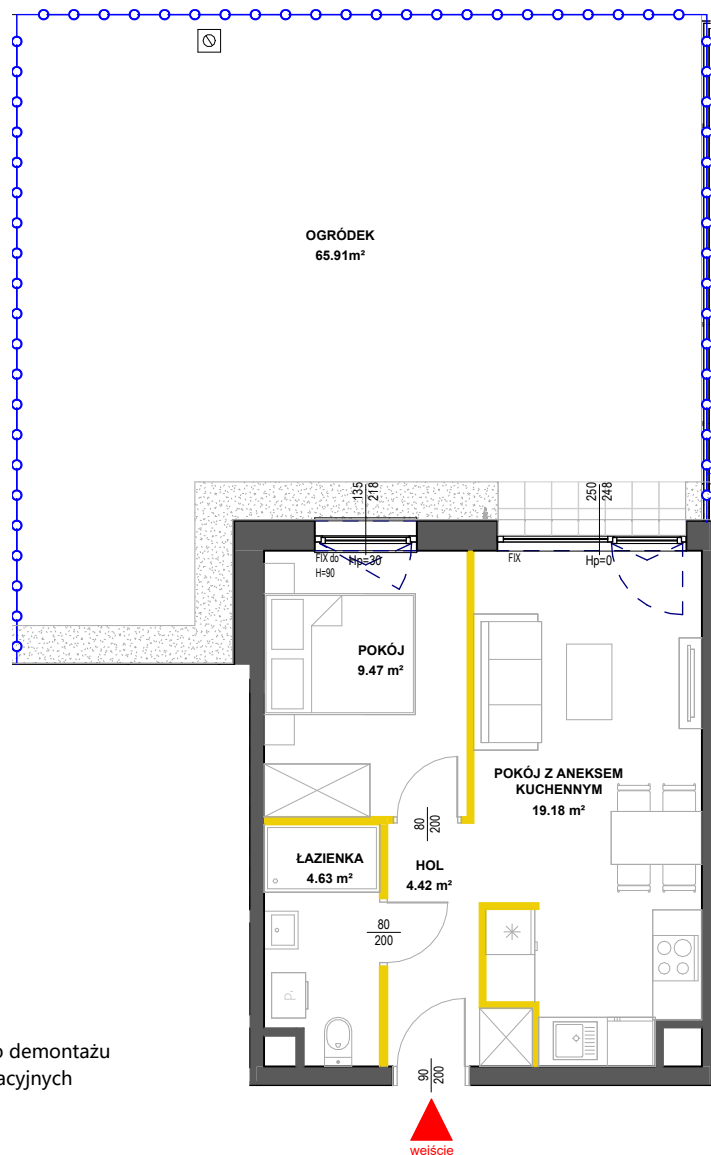 OGRÓDEK
65.91m²
135
218
250
248
FIX do
H=90
Hp=30
FIX
Hp=0
POKÓJ
9.47 m²
POKÓJ Z ANEKSEM
KUCHENNYM
19.18 m²
80
200
ŁAZIENKA
4.63 m²
HOL
4.42 m²
80
200
P.
demontażu
acyjnych
90
200
wejście